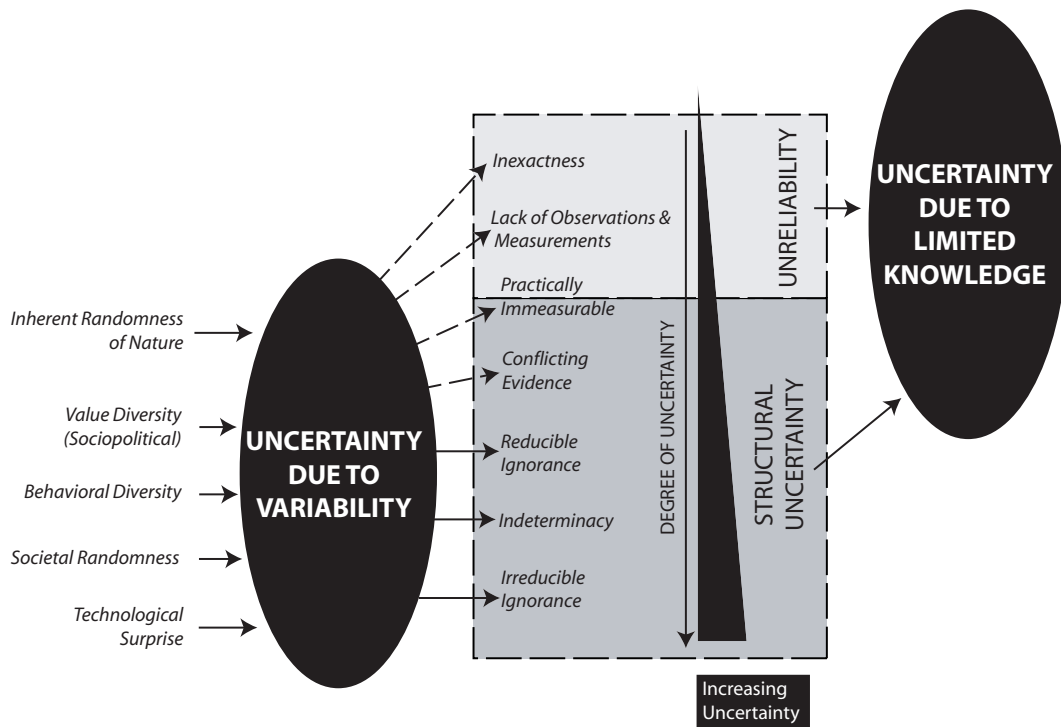 Inherent Randomness
of Nature
Value Diversity
(Sociopolitical)
Behavioral Diversity
Societal Randomness
Technological
Surprise
UNCERTAINTY
DUE TO
VARIABILITY
Inexactness
Lack of Observations &
Measurements
Practically
Immeasurable
Conflicting
Evidence
Reducible
Ignorance
Indeterminacy
Irreducible
Ignorance
DEGREE OF UNCERTAINTY
UNRELIABILITY
STRUCTURAL
UNCERTAINTY
Increasing
Uncertainty
UNCERTAINTY
DUE TO
LIMITED
KNOWLEDGE